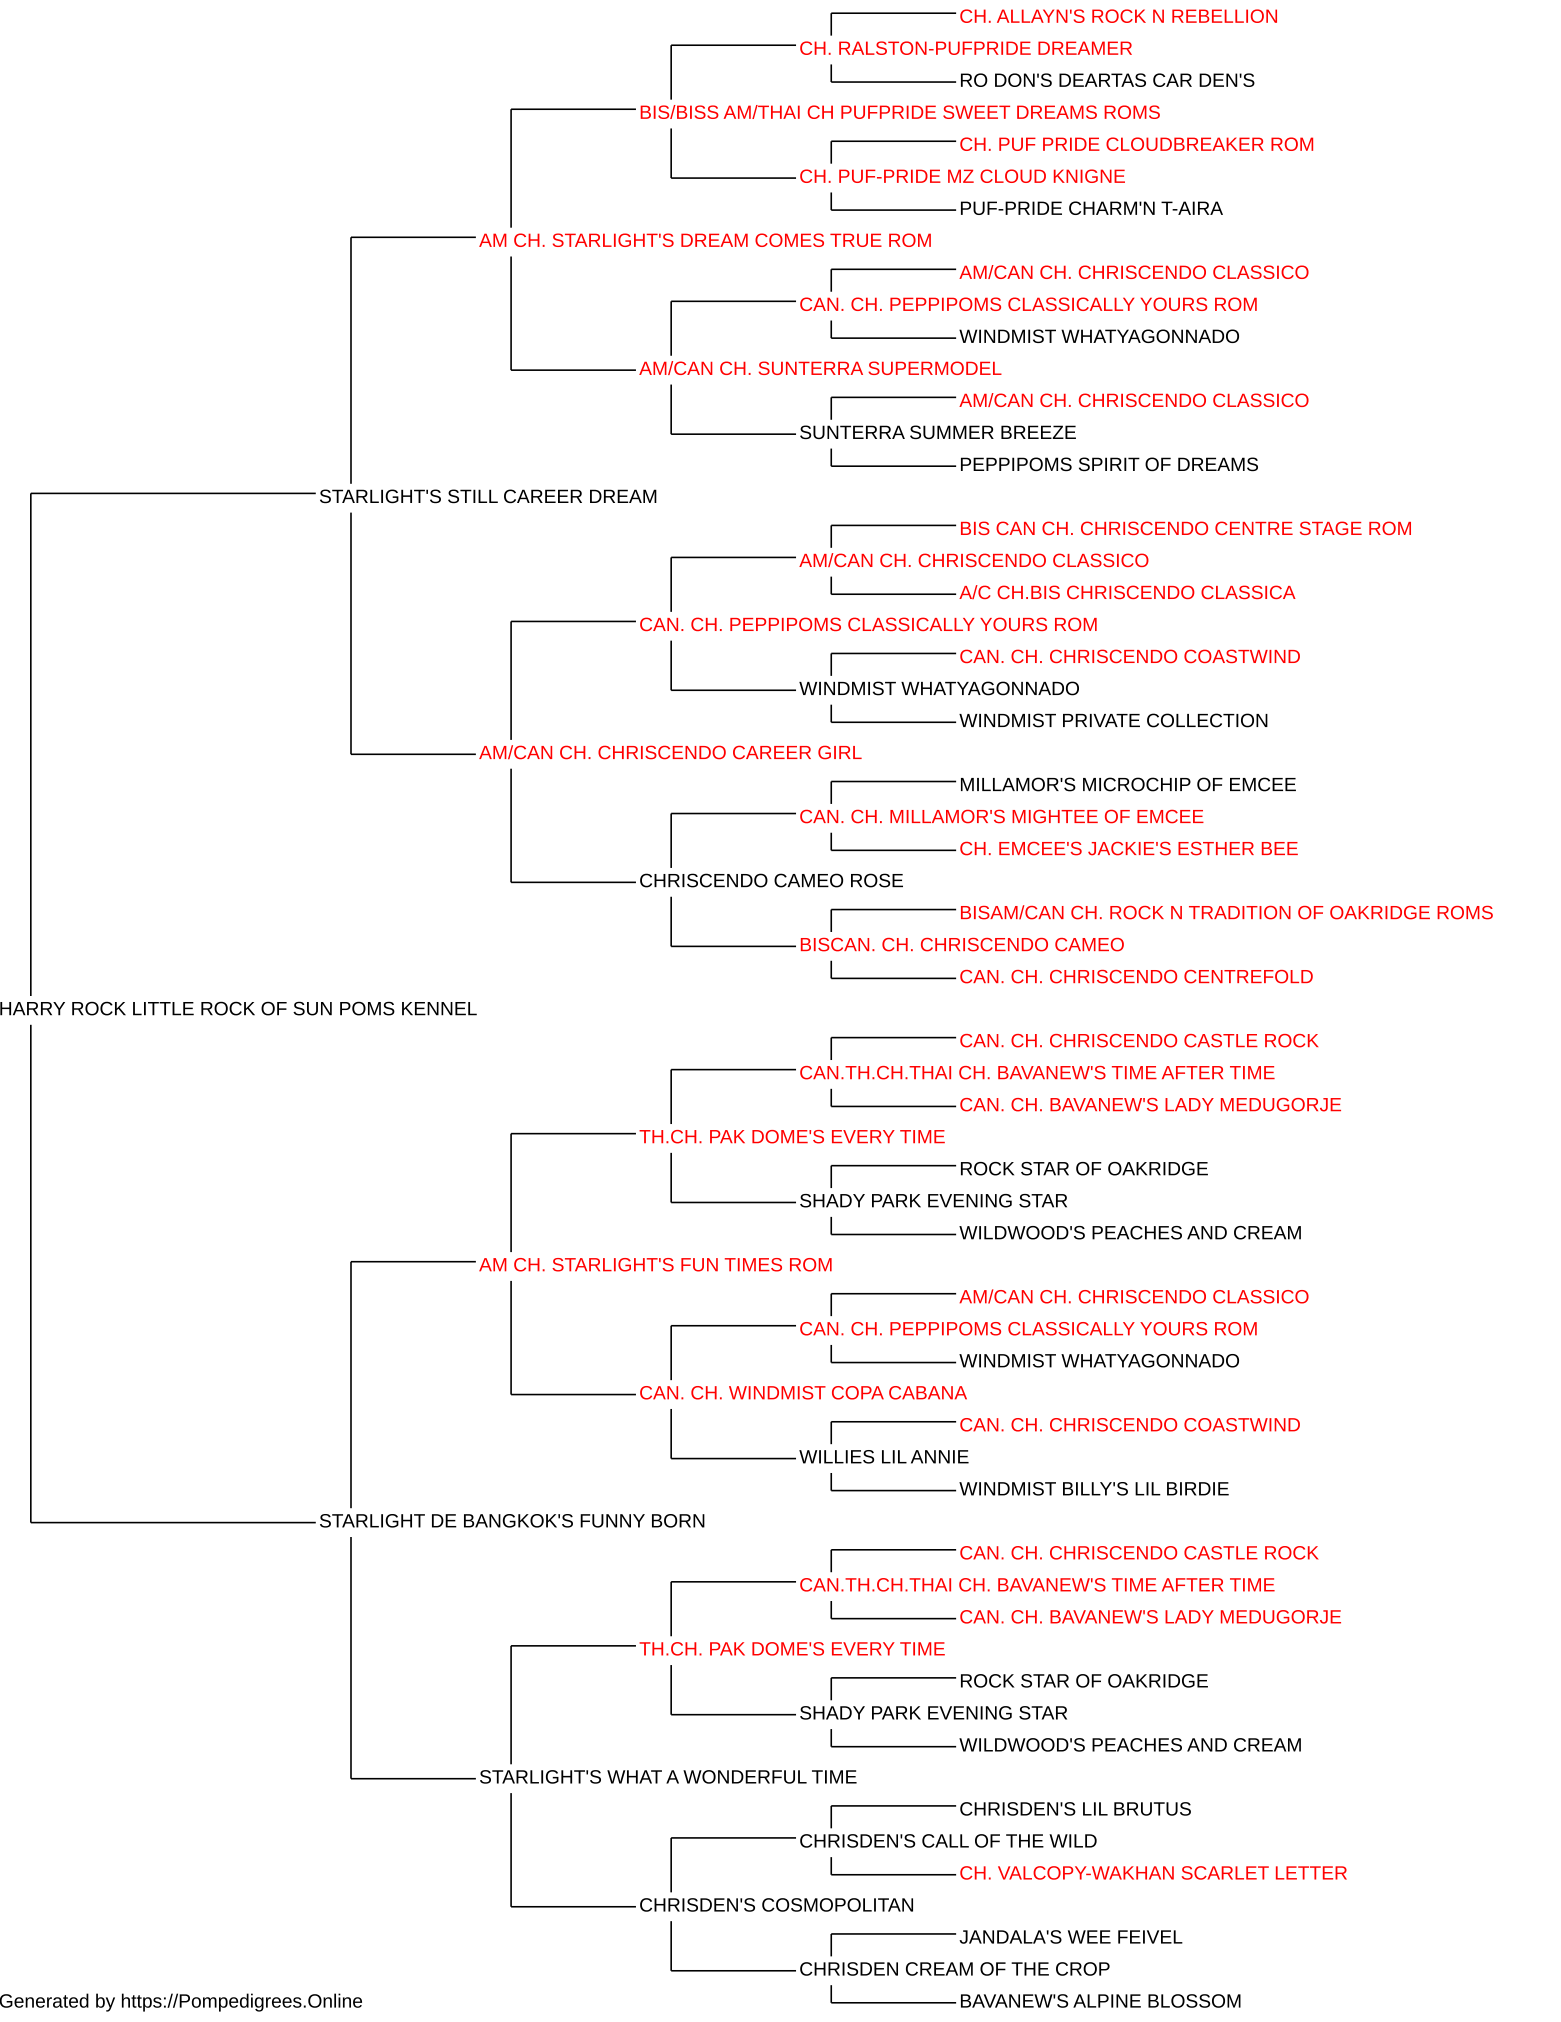 CH. ALLAYN'S ROCK N REBELLION
CH. RALSTON-PUFPRIDE DREAMER
RO DON'S DEARTAS CAR DEN'S
BIS/BISS AM/THAI CH PUFPRIDE SWEET DREAMS ROMS
CH. PUF PRIDE CLOUDBREAKER ROM
CH. PUF-PRIDE MZ CLOUD KNIGNE
PUF-PRIDE CHARM'N T-AIRA
AM CH. STARLIGHT'S DREAM COMES TRUE ROM
AM/CAN CH. CHRISCENDO CLASSICO
CAN. CH. PEPPIPOMS CLASSICALLY YOURS ROM
WINDMIST WHATYAGONNADO
AM/CAN CH. SUNTERRA SUPERMODEL
AM/CAN CH. CHRISCENDO CLASSICO
SUNTERRA SUMMER BREEZE
PEPPIPOMS SPIRIT OF DREAMS
STARLIGHT'S STILL CAREER DREAM
BIS CAN CH. CHRISCENDO CENTRE STAGE ROM
AM/CAN CH. CHRISCENDO CLASSICO
A/C CH.BIS CHRISCENDO CLASSICA
CAN. CH. PEPPIPOMS CLASSICALLY YOURS ROM
CAN. CH. CHRISCENDO COASTWIND
WINDMIST WHATYAGONNADO
WINDMIST PRIVATE COLLECTION
AM/CAN CH. CHRISCENDO CAREER GIRL
MILLAMOR'S MICROCHIP OF EMCEE
CAN. CH. MILLAMOR'S MIGHTEE OF EMCEE
CH. EMCEE'S JACKIE'S ESTHER BEE
CHRISCENDO CAMEO ROSE
BISAM/CAN CH. ROCK N TRADITION OF OAKRIDGE ROMS
BISCAN. CH. CHRISCENDO CAMEO
CAN. CH. CHRISCENDO CENTREFOLD
HARRY ROCK LITTLE ROCK OF SUN POMS KENNEL
CAN. CH. CHRISCENDO CASTLE ROCK
CAN.TH.CH.THAI CH. BAVANEW'S TIME AFTER TIME
CAN. CH. BAVANEW'S LADY MEDUGORJE
TH.CH. PAK DOME'S EVERY TIME
ROCK STAR OF OAKRIDGE
SHADY PARK EVENING STAR
WILDWOOD'S PEACHES AND CREAM
AM CH. STARLIGHT'S FUN TIMES ROM
AM/CAN CH. CHRISCENDO CLASSICO
CAN. CH. PEPPIPOMS CLASSICALLY YOURS ROM
WINDMIST WHATYAGONNADO
CAN. CH. WINDMIST COPA CABANA
CAN. CH. CHRISCENDO COASTWIND
WILLIES LIL ANNIE
WINDMIST BILLY'S LIL BIRDIE
STARLIGHT DE BANGKOK'S FUNNY BORN
CAN. CH. CHRISCENDO CASTLE ROCK
CAN.TH.CH.THAI CH. BAVANEW'S TIME AFTER TIME
CAN. CH. BAVANEW'S LADY MEDUGORJE
TH.CH. PAK DOME'S EVERY TIME
ROCK STAR OF OAKRIDGE
SHADY PARK EVENING STAR
WILDWOOD'S PEACHES AND CREAM
STARLIGHT'S WHAT A WONDERFUL TIME
CHRISDEN'S LIL BRUTUS
CHRISDEN'S CALL OF THE WILD
CH. VALCOPY-WAKHAN SCARLET LETTER
CHRISDEN'S COSMOPOLITAN
JANDALA'S WEE FEIVEL
CHRISDEN CREAM OF THE CROP
BAVANEW'S ALPINE BLOSSOM
Generated by https://Pompedigrees.Online